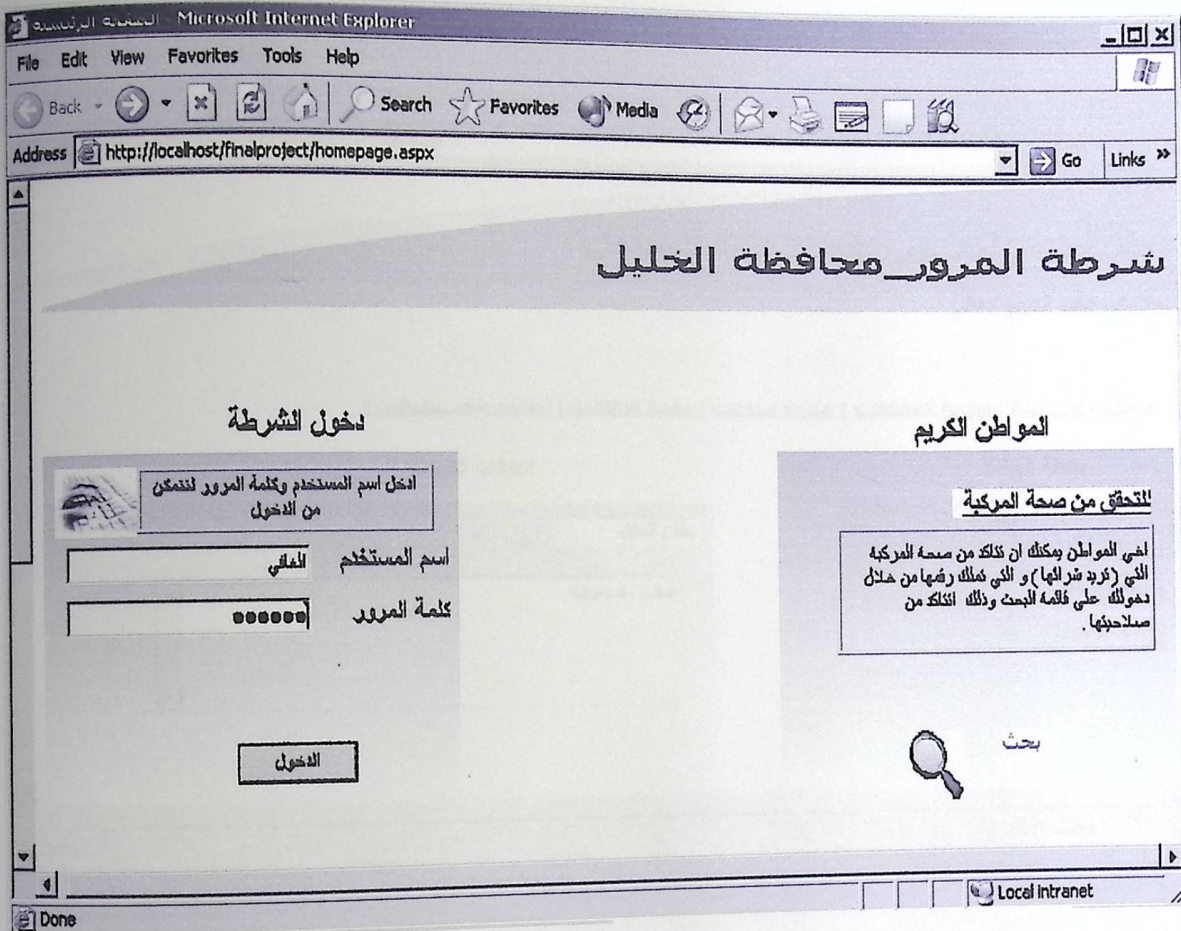 الصفحة الرئيسية - Microsoft Internet Explorer
File Edit View Favorites Tools Help
Back Search Favorites Media
Address http://localhost/finalproject/homepage.aspx Go Links »
شرطة المرور_محافظة الخليل
المواطن الكريم
للتحقق من صحة المركبة
اخي المواطن يمكنك ان تتاكد من صحة المركبة
التي (تريد شرائها) و التي تملك رقمها من خلال
دخولك على قائمة البحث وذلك لتتاكد من
صلاحيتها .
بحث
دخول الشرطة
ادخل اسم المستخدم وكلمة المرور لتتمكن
من الدخول
اسم المستخدم
كلمة المرور ●●●●●●
الدخول
Done Local intranet